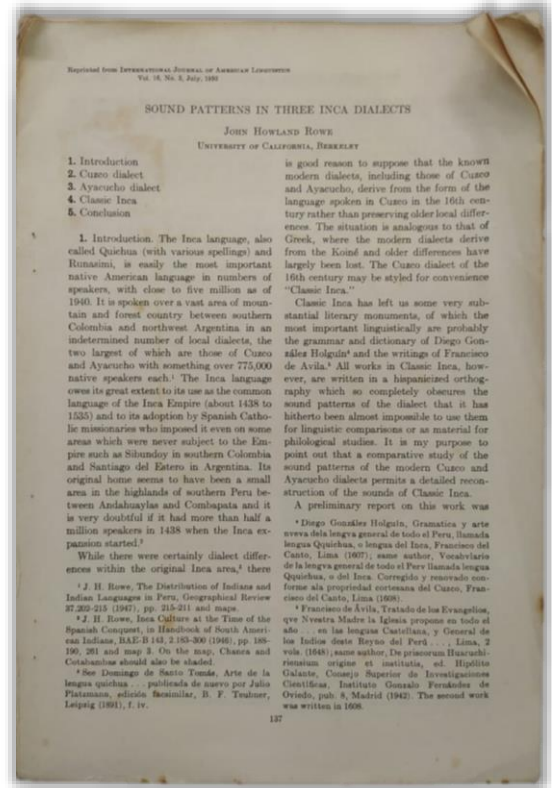 Reprinted from INTERNATIONAL JOURNAL OF AMERICAN LINGUISTICS
Vol. 16, No. 3, July, 1950
SOUND PATTERNS IN THREE INCA DIALECTS
JOHN HOWLAND ROWE
UNIVERSITY OF CALIFORNIA, BERKELEY
1. Introduction
2. Cuzco dialect
3. Ayacucho dialect
4. Classic Inca
5. Conclusion
1. Introduction. The Inca language, also
called Quichua (with various spellings) and
Runasimi, is easily the most important
native American language in numbers of
speakers, with close to five million as of
1940. It is spoken over a vast area of moun-
tain and forest country between southern
Colombia and northwest Argentina in an
indetermined number of local dialects, the
two largest of which are those of Cuzco
and Ayacucho with something over 775,000
native speakers each.¹ The Inca language
owes its great extent to its use as the common
language of the Inca Empire (about 1438 to
1535) and to its adoption by Spanish Catho-
lic missionaries who imposed it even on some
areas which were never subject to the Em-
pire such as Sibundoy in southern Colombia
and Santiago del Estero in Argentina. Its
original home seems to have been a small
area in the highlands of southern Peru be-
tween Andahuaylas and Combapata and it
is very doubtful if it had more than half a
million speakers in 1438 when the Inca ex-
pansion started.²
While there were certainly dialect differ-
ences within the original Inca area,³ there
¹ J. H. Rowe, The Distribution of Indians and
Indian Languages in Peru, Geographical Review
37.202-215 (1947), pp. 215-211 and maps.
² J. H. Rowe, Inca Culture at the Time of the
Spanish Conquest, in Handbook of South Ameri-
can Indians, BAE-B 143, 2.183-300 (1946), pp. 188-
190, 261 and map 3. On the map, Chanca and
Cotabambas should also be shaded.
³ See Domingo de Santo Tomás, Arte de la
lengua quichua . . . publicada de nuevo por Julio
Platzmann, edición facsimilar, B. F. Teubner,
Leipzig (1891), f. iv.
is good reason to suppose that the known
modern dialects, including those of Cuzco
and Ayacucho, derive from the form of the
language spoken in Cuzco in the 16th cen-
tury rather than preserving older local differ-
ences. The situation is analogous to that of
Greek, where the modern dialects derive
from the Koiné and older differences have
largely been lost. The Cuzco dialect of the
16th century may be styled for convenience
"Classic Inca."
Classic Inca has left us some very sub-
stantial literary monuments, of which the
most important linguistically are probably
the grammar and dictionary of Diego Gon-
zález Holguín⁴ and the writings of Francisco
de Avila.⁵ All works in Classic Inca, how-
ever, are written in a hispanicized orthog-
raphy which so completely obscures the
sound patterns of the dialect that it has
hitherto been almost impossible to use them
for linguistic comparisons or as material for
philological studies. It is my purpose to
point out that a comparative study of the
sound patterns of the modern Cuzco and
Ayacucho dialects permits a detailed recon-
struction of the sounds of Classic Inca.
A preliminary report on this work was
⁴ Diego Gonzáles Holguin, Gramatica y arte
nveva dela lengva general de todo el Peru, llamada
lengua Qquichua, o lengua del Inca, Francisco del
Canto, Lima (1607); same author, Vocabvlario
de la lengva general de todo el Perv llamada lengua
Qquichua, o del Inca. Corregido y renovado con-
forme ala propriedad cortesana del Cuzco, Fran-
cisco del Canto, Lima (1608).
⁵ Francisco de Ávila, Tratado de los Evangelios,
qve Nvestra Madre la Iglesia propone en todo el
año . . . en las lenguas Castellana, y General de
los Indios deste Reyno del Perú . . . , Lima, 2
vols. (1648); same author, De priscorum Huaruchi-
riensium origine et institutis, ed. Hipólito
Galante, Consejo Superior de Investigaciones
Científicas, Instituto Gonzalo Fernández de
Oviedo, pub. 8, Madrid (1942). The second work
was written in 1608.
137